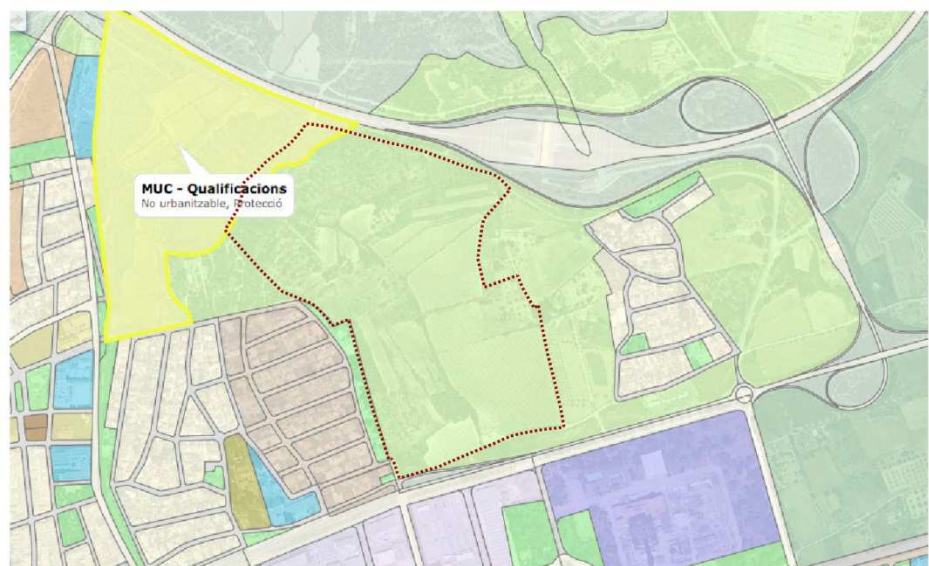 MUC - Qualificacions
No urbanitzable, Protecció